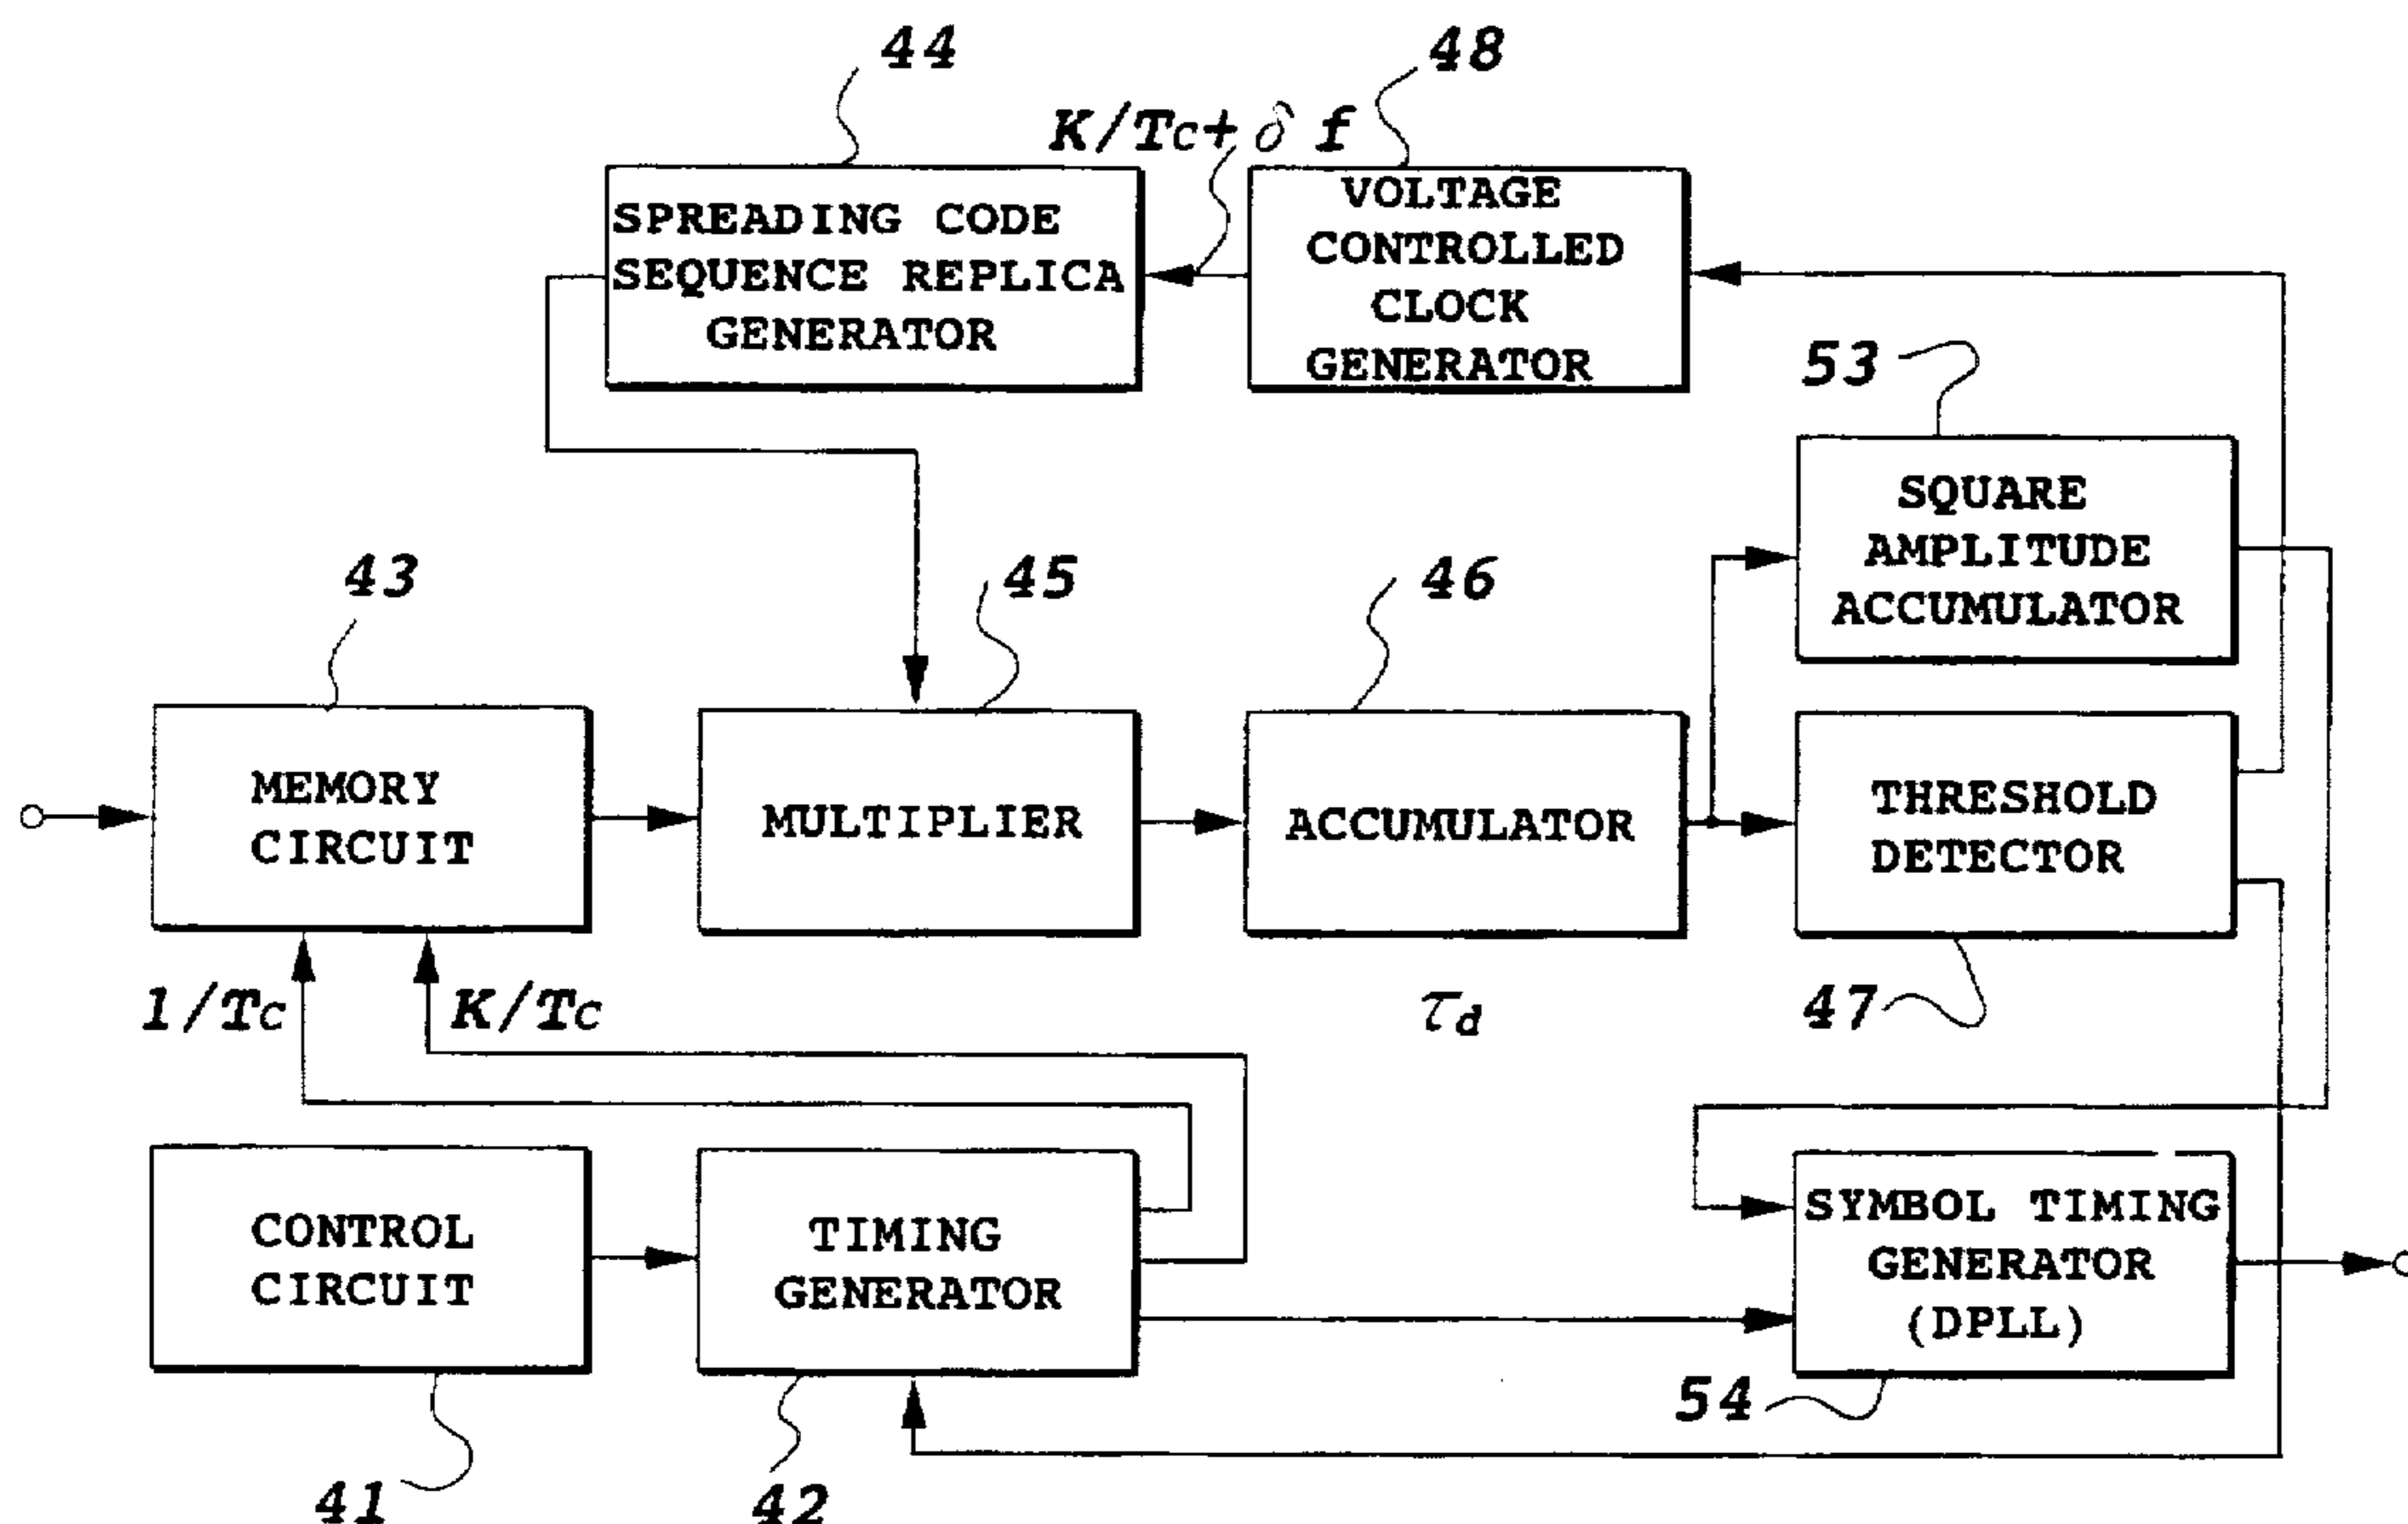 44
48
K/Tc+ δ f
SPREADING CODE
SEQUENCE REPLICA
GENERATOR
VOLTAGE
CONTROLLED
CLOCK
GENERATOR
53
SQUARE
AMPLITUDE
ACCUMULATOR
43
45
46
MEMORY
CIRCUIT
MULTIPLIER
ACCUMULATOR
THRESHOLD
DETECTOR
1/Tc
K/Tc
τd
47
CONTROL
CIRCUIT
TIMING
GENERATOR
SYMBOL TIMING
GENERATOR
(DPLL)
54
41
42